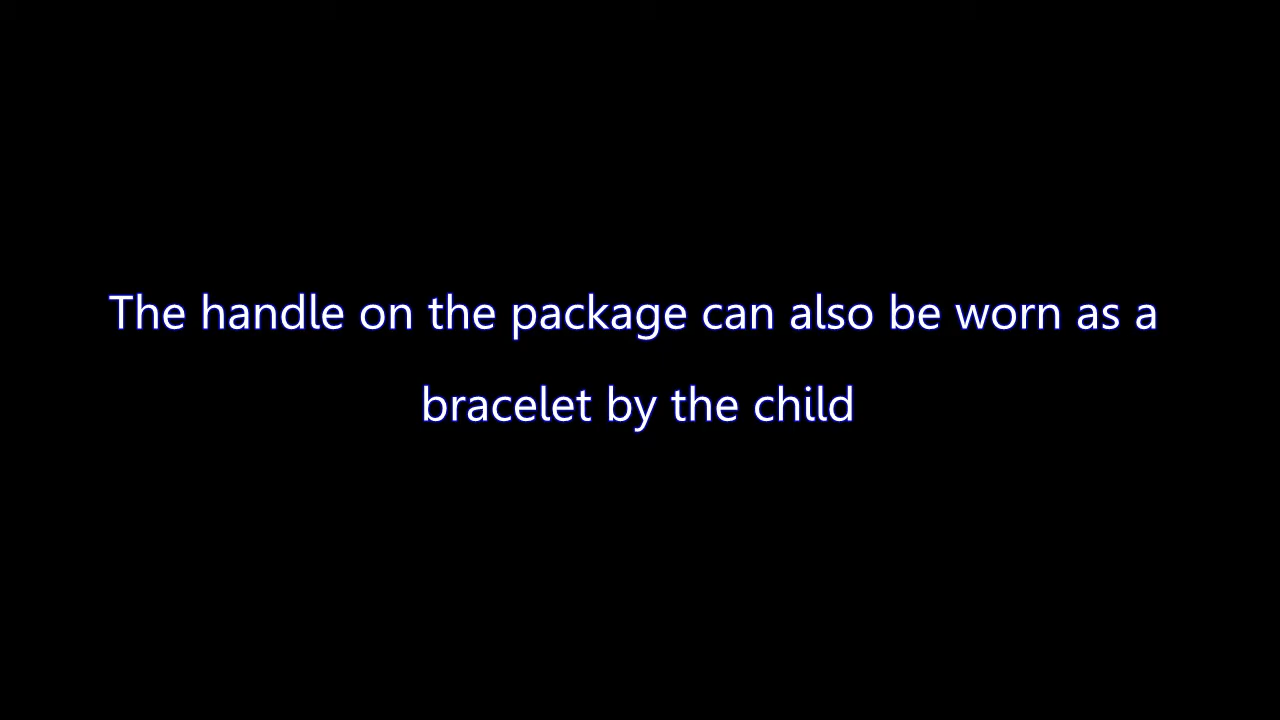 The handle on the package can also be worn as a
bracelet by the child